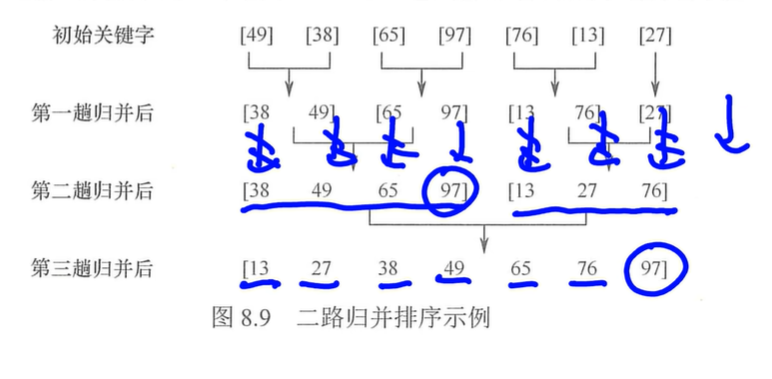 初始关键字 [49] [38] [65] [97] [76] [13] [27]
第一趟归并后 [38 49] [65 97] [13 76] [27]
第二趟归并后 [38 49 65 97] [13 27 76]
第三趟归并后 [13 27 38 49 65 76 97]
图 8.9 二路归并排序示例